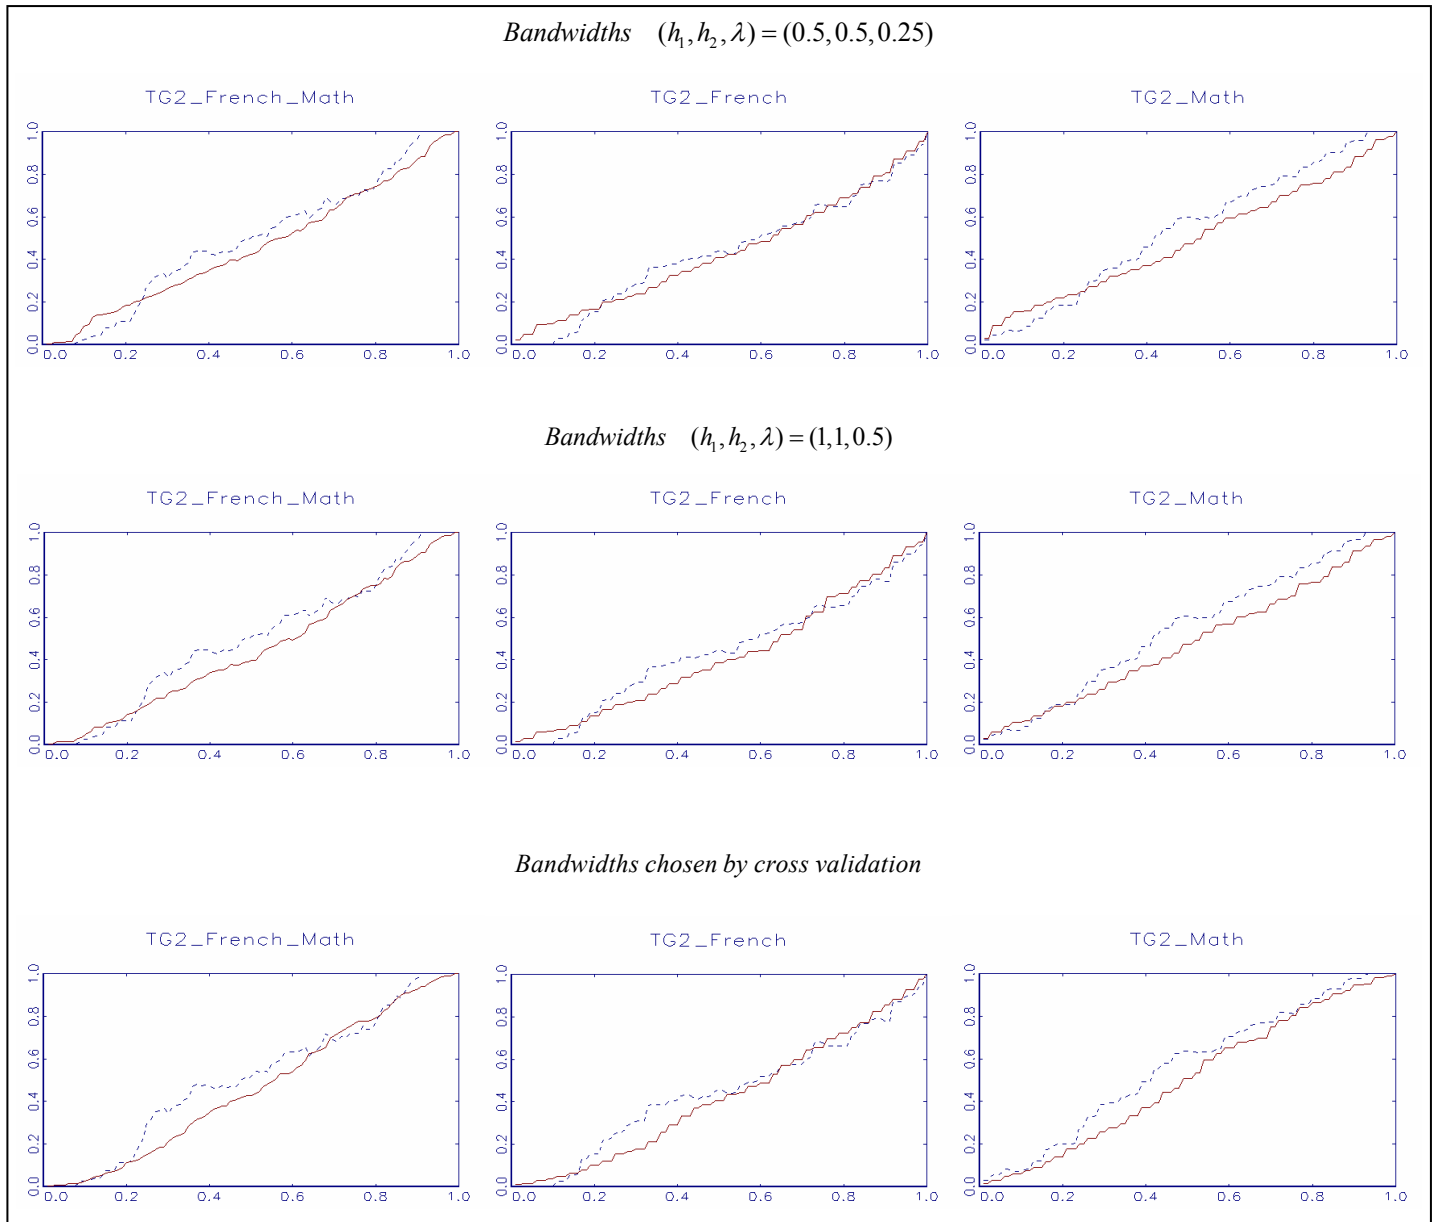 Bandwidths (h₁, h₂, λ) = (0.5, 0.5, 0.25)
TG2_French_Math TG2_French TG2_Math
1.0 1.0 1.0
0.8 0.8 0.8
0.6 0.6 0.6
0.4 0.4 0.4
0.2 0.2 0.2
0.0 0.0 0.0
0.0 0.2 0.4 0.6 0.8 1.0 0.0 0.2 0.4 0.6 0.8 1.0 0.0 0.2 0.4 0.6 0.8 1.0
Bandwidths (h₁, h₂, λ) = (1,1,0.5)
TG2_French_Math TG2_French TG2_Math
1.0 1.0 1.0
0.8 0.8 0.8
0.6 0.6 0.6
0.4 0.4 0.4
0.2 0.2 0.2
0.0 0.0 0.0
0.0 0.2 0.4 0.6 0.8 1.0 0.0 0.2 0.4 0.6 0.8 1.0 0.0 0.2 0.4 0.6 0.8 1.0
Bandwidths chosen by cross validation
TG2_French_Math TG2_French TG2_Math
1.0 1.0 1.0
0.8 0.8 0.8
0.6 0.6 0.6
0.4 0.4 0.4
0.2 0.2 0.2
0.0 0.0 0.0
0.0 0.2 0.4 0.6 0.8 1.0 0.0 0.2 0.4 0.6 0.8 1.0 0.0 0.2 0.4 0.6 0.8 1.0